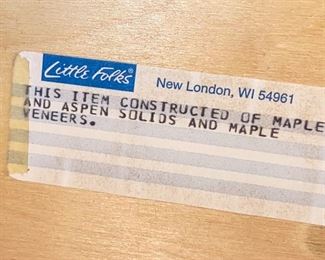 Little Folks®
New London, WI 54961
THIS ITEM CONSTRUCTED OF MAPLE
AND ASPEN SOLIDS AND MAPLE
VENEERS.